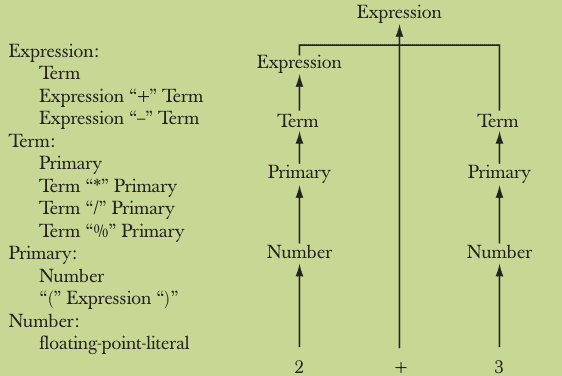 Expression:
Term
Expression “+” Term
Expression “–” Term
Term:
Primary
Term “*” Primary
Term “/” Primary
Term “%” Primary
Primary:
Number
“(” Expression “)”
Number:
floating-point-literal
Expression
Expression
Term Term
Primary Primary
Number Number
2 + 3